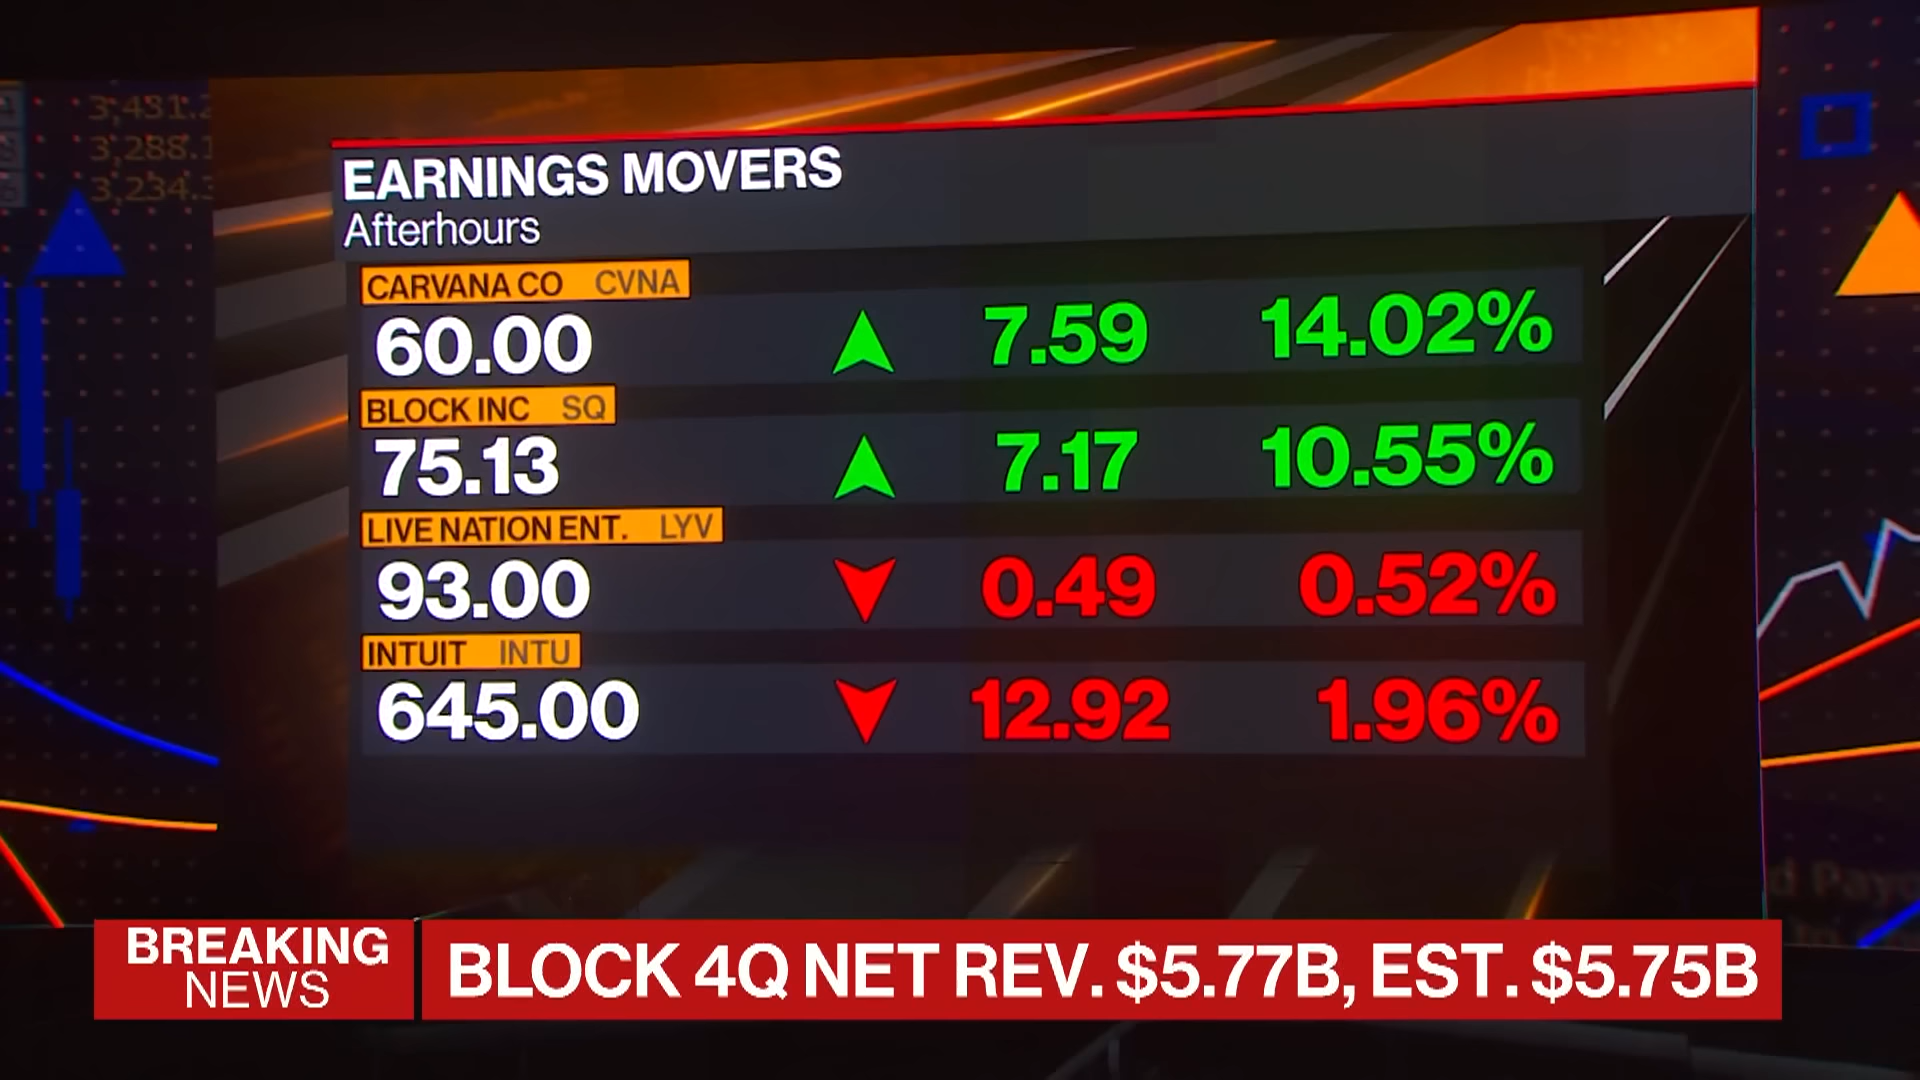 EARNINGS MOVERS
Afterhours
CARVANA CO CVNA
60.00 7.59 14.02%
BLOCK INC SQ
75.13 7.17 10.55%
LIVE NATION ENT. LYV
93.00 0.49 0.52%
INTUIT INTU
645.00 12.92 1.96%
BREAKING
NEWS
BLOCK 4Q NET REV. $5.77B, EST. $5.75B